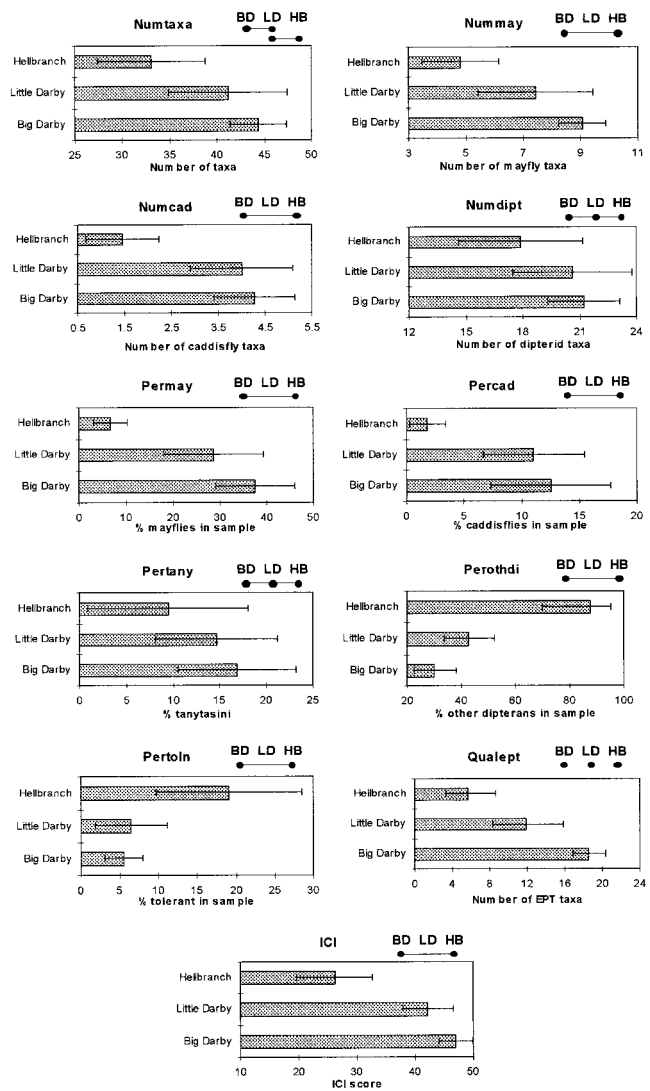 Numtaxa
BD LD HB
Hellbranch
Little Darby
Big Darby
25 30 35 40 45 50
Number of taxa
Nummay
BD LD HB
Hellbranch
Little Darby
Big Darby
3 5 7 9 11
Number of mayfly taxa
Numcad
BD LD HB
Hellbranch
Little Darby
Big Darby
0.5 1.5 2.5 3.5 4.5 5.5
Number of caddisfly taxa
Numdipt
BD LD HB
Hellbranch
Little Darby
Big Darby
12 15 18 21 24
Number of dipterid taxa
Permay
BD LD HB
Hellbranch
Little Darby
Big Darby
0 10 20 30 40 50
% mayflies in sample
Percad
BD LD HB
Hellbranch
Little Darby
Big Darby
0 5 10 15 20
% caddisflies in sample
Pertany
BD LD HB
Hellbranch
Little Darby
Big Darby
0 5 10 15 20 25
% tanytasini
Perothdi
BD LD HB
Hellbranch
Little Darby
Big Darby
20 40 60 80 100
% other dipterans in sample
Pertoln
BD LD HB
Hellbranch
Little Darby
Big Darby
0 5 10 15 20 25 30
% tolerant in sample
Qualept
BD LD HB
Hellbranch
Little Darby
Big Darby
0 4 8 12 16 20 24
Number of EPT taxa
ICI
BD LD HB
Hellbranch
Little Darby
Big Darby
10 20 30 40 50
ICI score